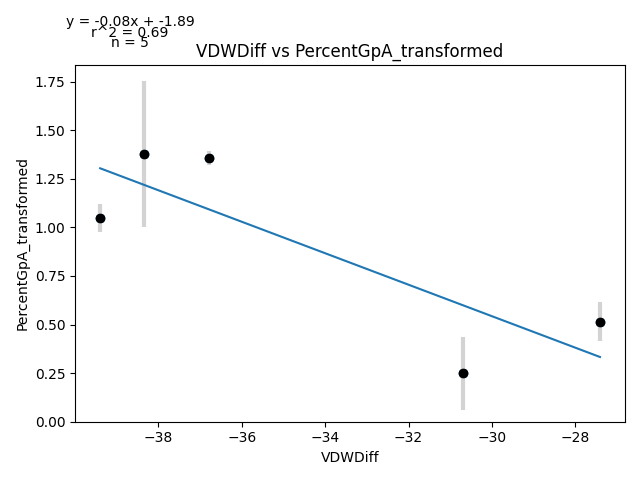 y = -0.08x + -1.89
r^2 = 0.69
n = 5
VDWDiff vs PercentGpA_transformed
PercentGpA_transformed
1.75
1.50
1.25
1.00
0.75
0.50
0.25
0.00
−38
−36
−34
−32
−30
−28
VDWDiff